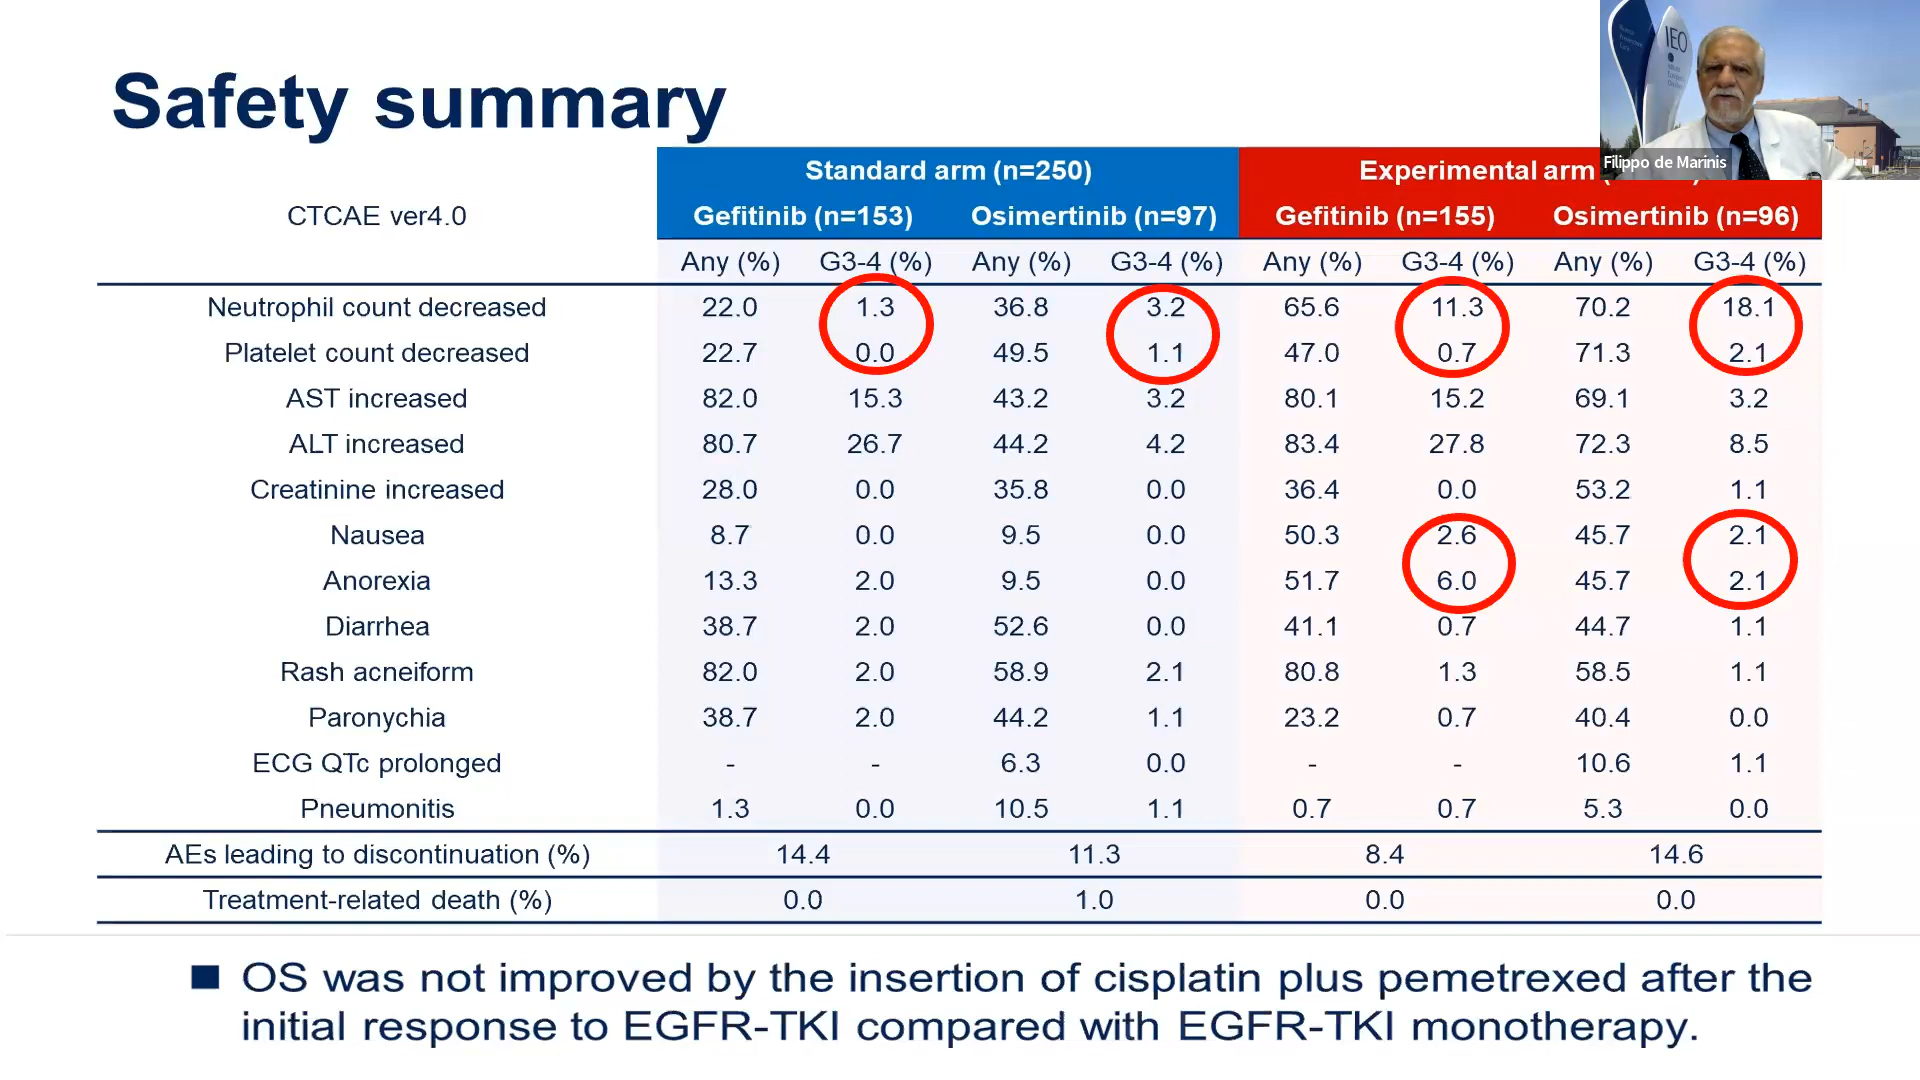 Safety summary
IEO
Filippo de Marinis
Standard arm (n=250) Experimental arm
CTCAE ver4.0 Gefitinib (n=153) Osimertinib (n=97) Gefitinib (n=155) Osimertinib (n=96)
Any (%) G3-4 (%) Any (%) G3-4 (%) Any (%) G3-4 (%) Any (%) G3-4 (%)
Neutrophil count decreased 22.0 1.3 36.8 3.2 65.6 11.3 70.2 18.1
Platelet count decreased 22.7 0.0 49.5 1.1 47.0 0.7 71.3 2.1
AST increased 82.0 15.3 43.2 3.2 80.1 15.2 69.1 3.2
ALT increased 80.7 26.7 44.2 4.2 83.4 27.8 72.3 8.5
Creatinine increased 28.0 0.0 35.8 0.0 36.4 0.0 53.2 1.1
Nausea 8.7 0.0 9.5 0.0 50.3 2.6 45.7 2.1
Anorexia 13.3 2.0 9.5 0.0 51.7 6.0 45.7 2.1
Diarrhea 38.7 2.0 52.6 0.0 41.1 0.7 44.7 1.1
Rash acneiform 82.0 2.0 58.9 2.1 80.8 1.3 58.5 1.1
Paronychia 38.7 2.0 44.2 1.1 23.2 0.7 40.4 0.0
ECG QTc prolonged - - 6.3 0.0 - - 10.6 1.1
Pneumonitis 1.3 0.0 10.5 1.1 0.7 0.7 5.3 0.0
AEs leading to discontinuation (%) 14.4 11.3 8.4 14.6
Treatment-related death (%) 0.0 1.0 0.0 0.0
■ OS was not improved by the insertion of cisplatin plus pemetrexed after the
initial response to EGFR-TKI compared with EGFR-TKI monotherapy.